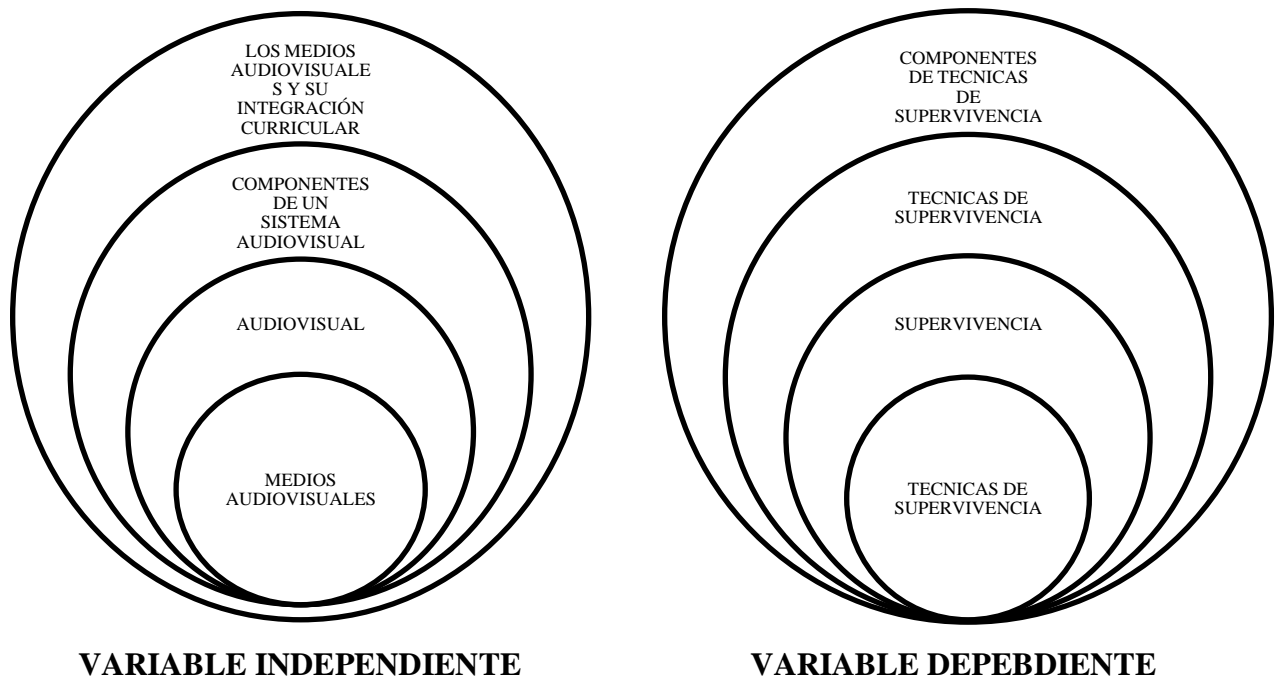 LOS MEDIOS
AUDIOVISUALE
S Y SU
INTEGRACIÓN
CURRICULAR
COMPONENTES
DE UN
SISTEMA
AUDIOVISUAL
AUDIOVISUAL
MEDIOS
AUDIOVISUALES
VARIABLE INDEPENDIENTE
COMPONENTES
DE TECNICAS
DE
SUPERVIVENCIA
TECNICAS DE
SUPERVIVENCIA
SUPERVIVENCIA
TECNICAS DE
SUPERVIVENCIA
VARIABLE DEPEBDIENTE